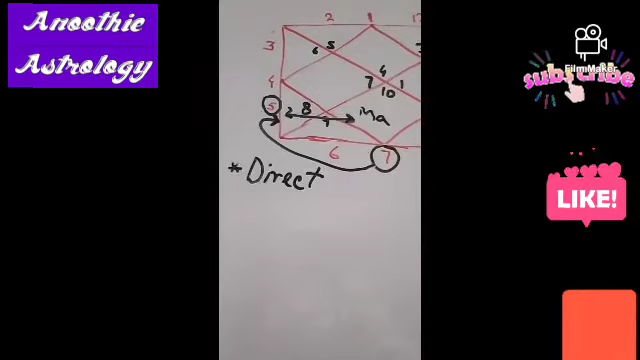 Anoothie
Astrology
FilmMaker
subscribe
LIKE!
2 1
3
6 5
4
4
7 1
10
5
2 8 Ma
6 7
* Direct